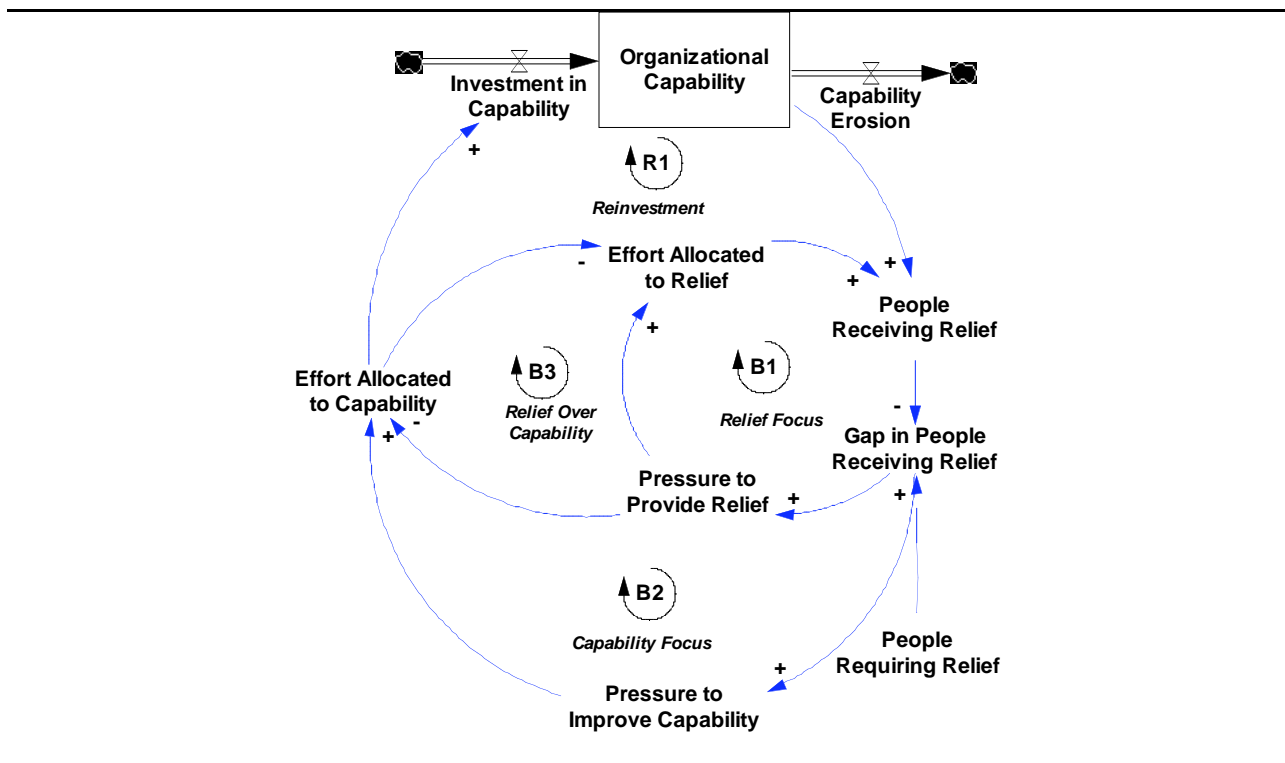 Organizational
Capability
Investment in
Capability
Capability
Erosion
+
R1
Reinvestment
-
Effort Allocated
to Relief
+
+
People
Receiving Relief
+
B3
Relief Over
Capability
B1
Relief Focus
Effort Allocated
to Capability
+
-
-
Gap in People
Receiving Relief
Pressure to
Provide Relief
+
+
B2
Capability Focus
People
Requiring Relief
+
Pressure to
Improve Capability